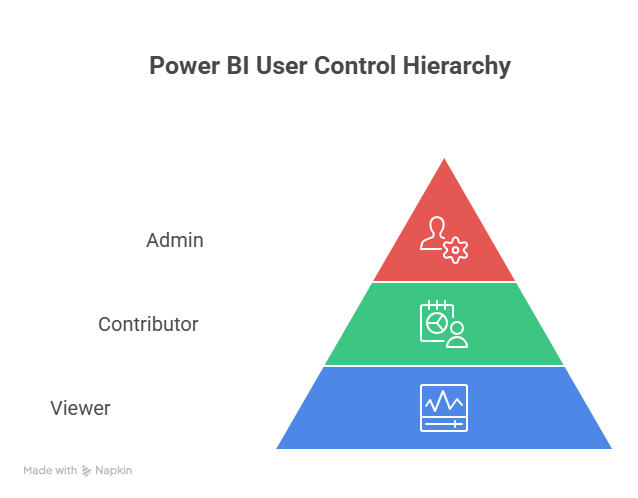 Power BI User Control Hierarchy
Admin
Contributor
Viewer
Made with Napkin